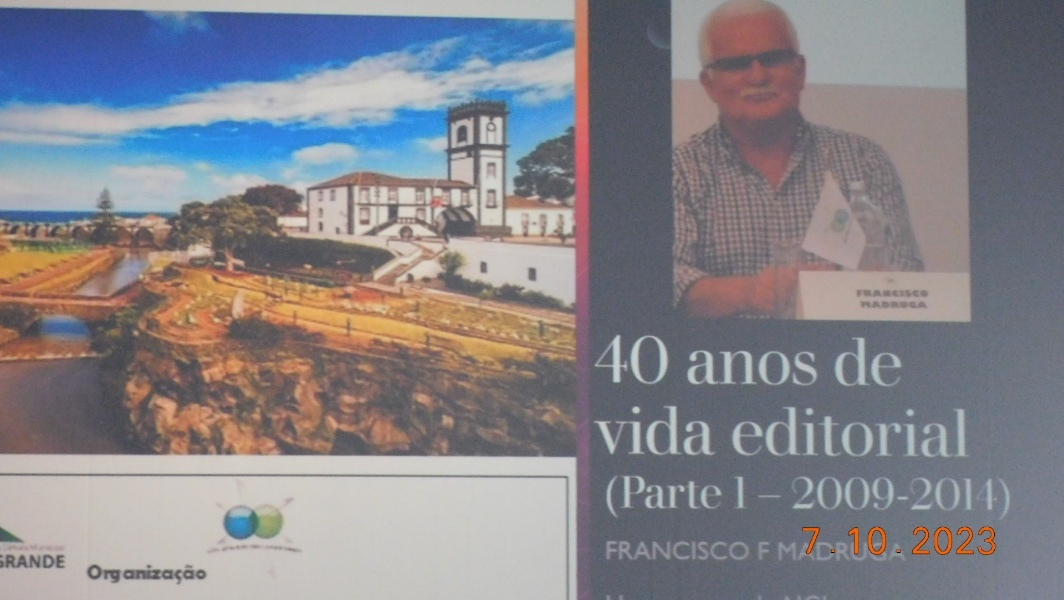 FRANCISCO
MADRUGA
40 anos de
vida editorial
(Parte 1 – 2009-2014)
FRANCISCO F MADRUGA
7.10.2023
GRANDE
Organização